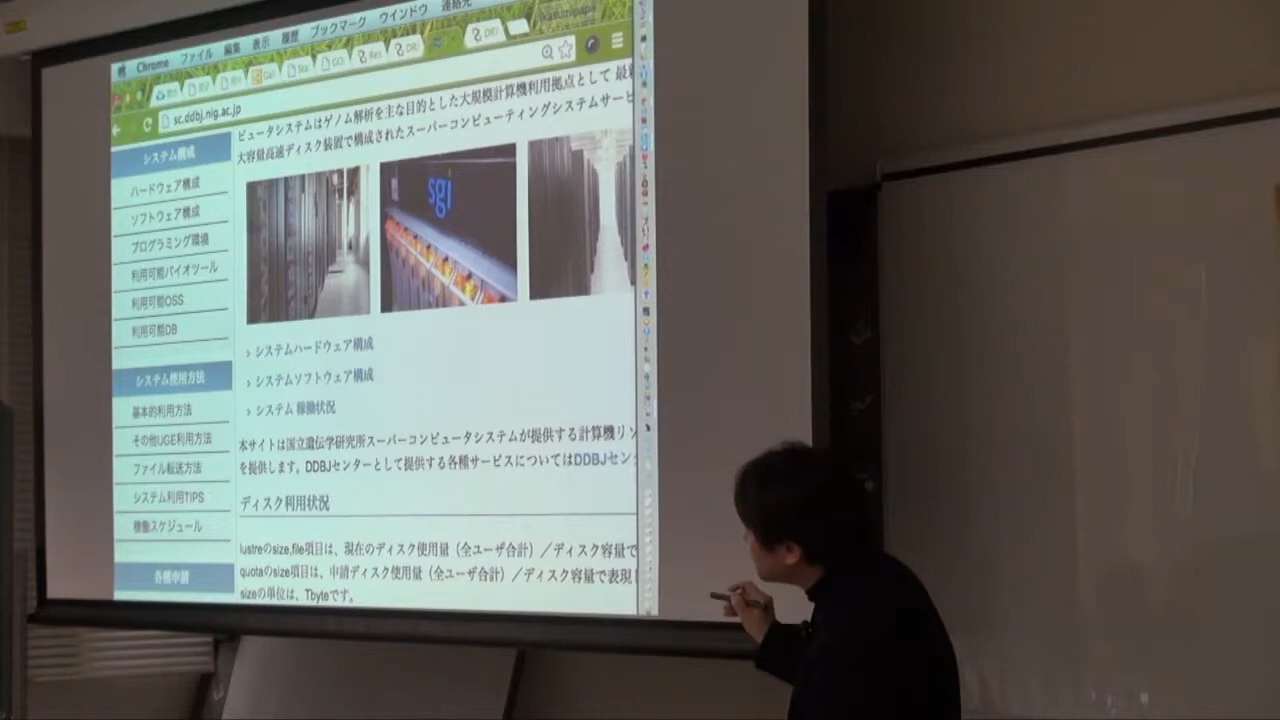 Chrome ファイル 編集 表示 履歴 ブックマーク ウインドウ 連絡先
sc.ddbj.nig.ac.jp
ピュータシステムはゲノム解析を主な目的とした大規模計算機利用拠点として 最新
大容量高速ディスク装置で構成されたスーパーコンピューティングシステムサービ
システム構成
ハードウェア構成
ソフトウェア構成
プログラミング環境
利用可能バイオツール
利用可能OSS
利用可能DB
sgi
› システムハードウェア構成
› システムソフトウェア構成
› システム 稼働状況
システム使用方法
基本的利用方法
その他UGE利用方法
ファイル転送方法
システム利用TIPS
稼働スケジュール
各種申請
本サイトは国立遺伝学研究所スーパーコンピュータシステムが提供する計算機リソ
を提供します。DDBJセンターとして提供する各種サービスについてはDDBJセン
ディスク利用状況
lustreのsize,file項目は、現在のディスク使用量（全ユーザ合計）／ディスク容量で
quotaのsize項目は、申請ディスク使用量（全ユーザ合計）／ディスク容量で表現
sizeの単位は、Tbyteです。